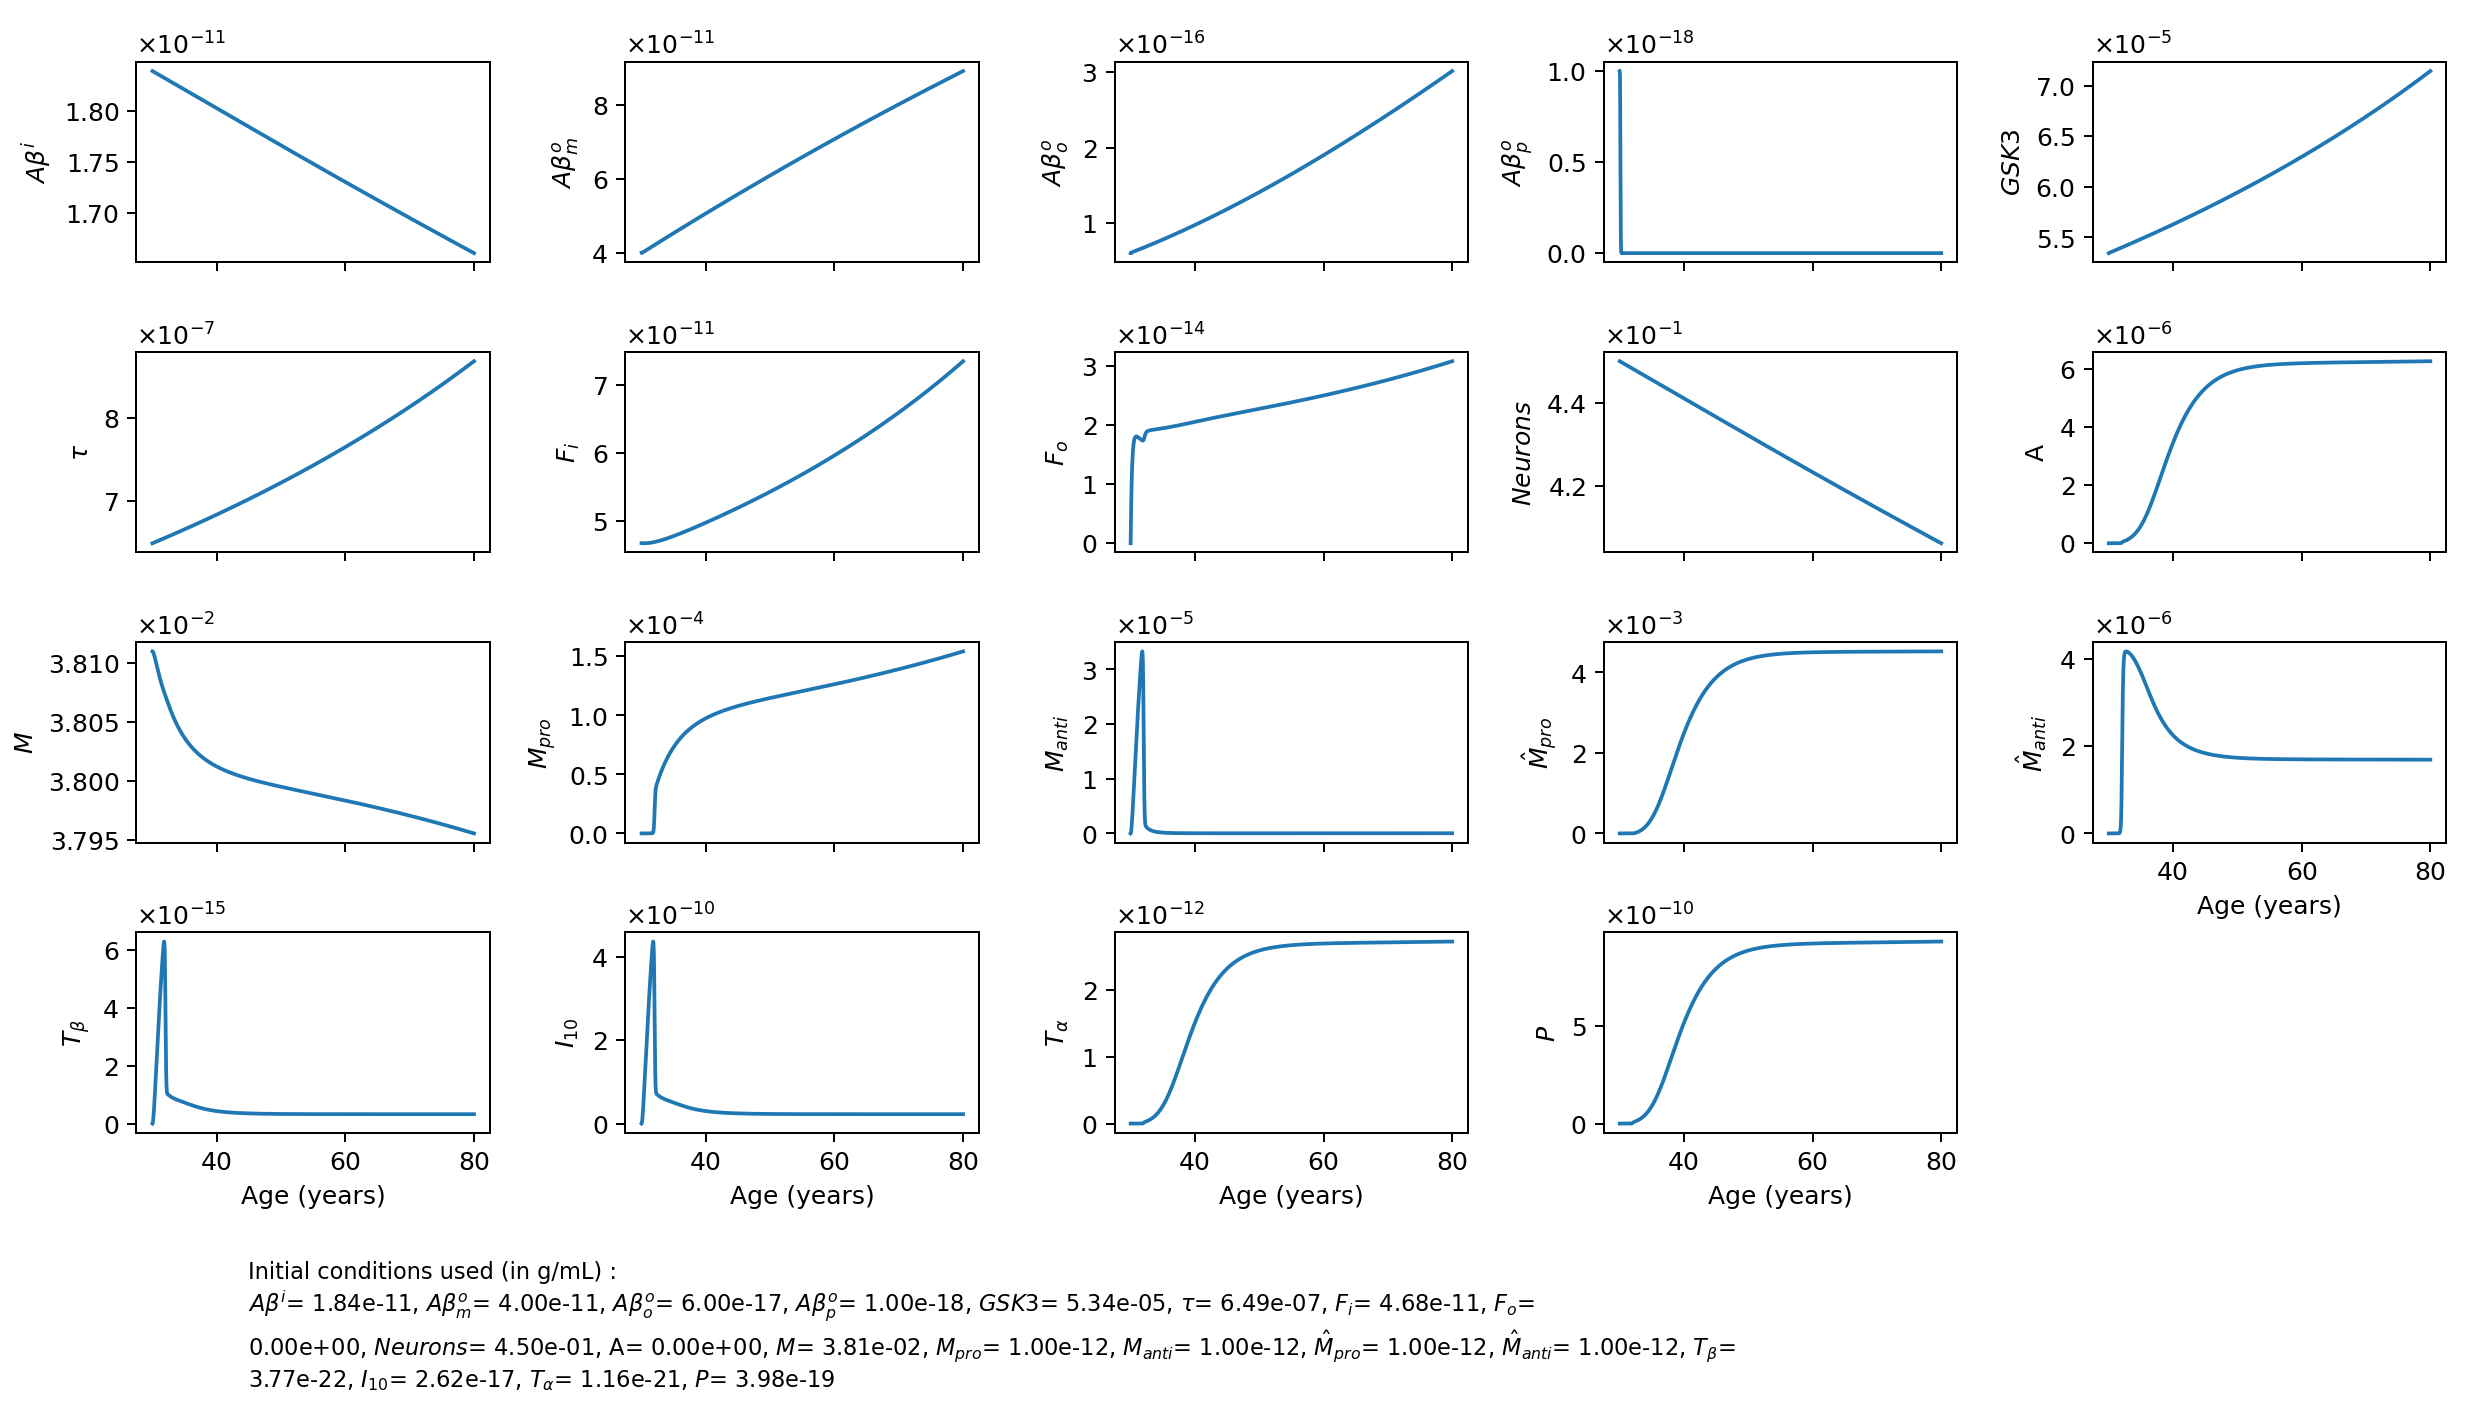 ×10⁻¹¹
×10⁻¹¹
×10⁻¹⁶
×10⁻¹⁸
×10⁻⁵
1.80
1.75
1.70
Aβⁱ
8
6
4
Aβₘᵒ
3
2
1
Aβₒᵒ
1.0
0.5
0.0
Aβₚᵒ
7.0
6.5
6.0
5.5
GSK3
×10⁻⁷
×10⁻¹¹
×10⁻¹⁴
×10⁻¹
×10⁻⁶
8
7
τ
7
6
5
Fᵢ
3
2
1
0
Fₒ
4.4
4.2
Neurons
6
4
2
0
A
×10⁻²
×10⁻⁴
×10⁻⁵
×10⁻³
×10⁻⁶
3.810
3.805
3.800
3.795
M
1.5
1.0
0.5
0.0
M_pro
3
2
1
0
M_anti
4
2
0
M̂_pro
4
2
0
M̂_anti
40 60 80
Age (years)
×10⁻¹⁵
×10⁻¹⁰
×10⁻¹²
×10⁻¹⁰
6
4
2
0
T_β
40 60 80
Age (years)
4
2
0
I₁₀
40 60 80
Age (years)
2
1
0
T_α
40 60 80
Age (years)
5
0
P
40 60 80
Age (years)
Initial conditions used (in g/mL) :
Aβⁱ= 1.84e-11, Aβₘᵒ= 4.00e-11, Aβₒᵒ= 6.00e-17, Aβₚᵒ= 1.00e-18, GSK3= 5.34e-05, τ= 6.49e-07, Fᵢ= 4.68e-11, Fₒ=
0.00e+00, Neurons= 4.50e-01, A= 0.00e+00, M= 3.81e-02, M_pro= 1.00e-12, M_anti= 1.00e-12, M̂_pro= 1.00e-12, M̂_anti= 1.00e-12, T_β=
3.77e-22, I₁₀= 2.62e-17, T_α= 1.16e-21, P= 3.98e-19